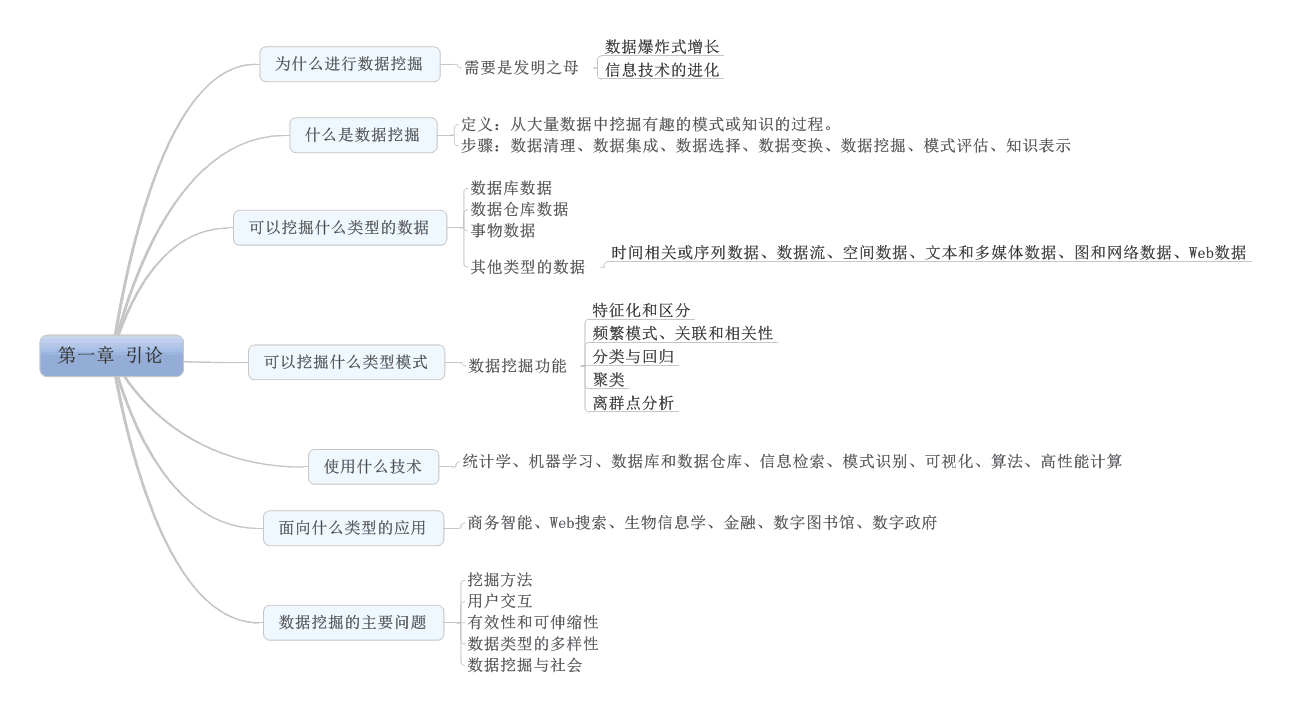 第一章 引论
为什么进行数据挖掘
需要是发明之母
数据爆炸式增长
信息技术的进化
什么是数据挖掘
定义：从大量数据中挖掘有趣的模式或知识的过程。
步骤：数据清理、数据集成、数据选择、数据变换、数据挖掘、模式评估、知识表示
可以挖掘什么类型的数据
数据库数据
数据仓库数据
事物数据
其他类型的数据
时间相关或序列数据、数据流、空间数据、文本和多媒体数据、图和网络数据、Web数据
可以挖掘什么类型模式
数据挖掘功能
特征化和区分
频繁模式、关联和相关性
分类与回归
聚类
离群点分析
使用什么技术
统计学、机器学习、数据库和数据仓库、信息检索、模式识别、可视化、算法、高性能计算
面向什么类型的应用
商务智能、Web搜索、生物信息学、金融、数字图书馆、数字政府
数据挖掘的主要问题
挖掘方法
用户交互
有效性和可伸缩性
数据类型的多样性
数据挖掘与社会